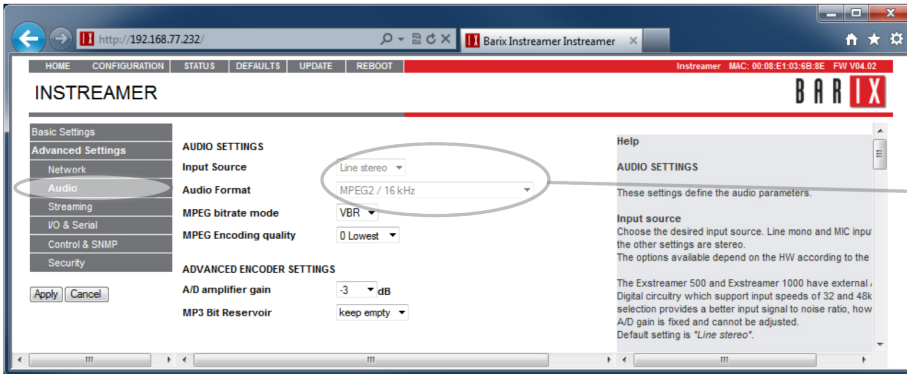 http://192.168.77.232/
Barix Instreamer Instreamer
HOME CONFIGURATION STATUS DEFAULTS UPDATE REBOOT
Instreamer MAC: 00:08:E1:03:6B:8E FW V04.02
INSTREAMER
BARIX
Basic Settings
Advanced Settings
Network
Audio
Streaming
I/O & Serial
Control & SNMP
Security
Apply Cancel
AUDIO SETTINGS
Input Source Line stereo
Audio Format MPEG2 / 16 kHz
MPEG bitrate mode VBR
MPEG Encoding quality 0 Lowest
ADVANCED ENCODER SETTINGS
A/D amplifier gain -3 dB
MP3 Bit Reservoir keep empty
Help
AUDIO SETTINGS
These settings define the audio parameters.
Input source
Choose the desired input source. Line mono and MIC inpu
the other settings are stereo.
The options available depend on the HW according to the
The Exstreamer 500 and Exstreamer 1000 have external
Digital circuitry which support input speeds of 32 and 48k
selection provides a better input signal to noise ratio, how
A/D gain is fixed and cannot be adjusted.
Default setting is "Line stereo".